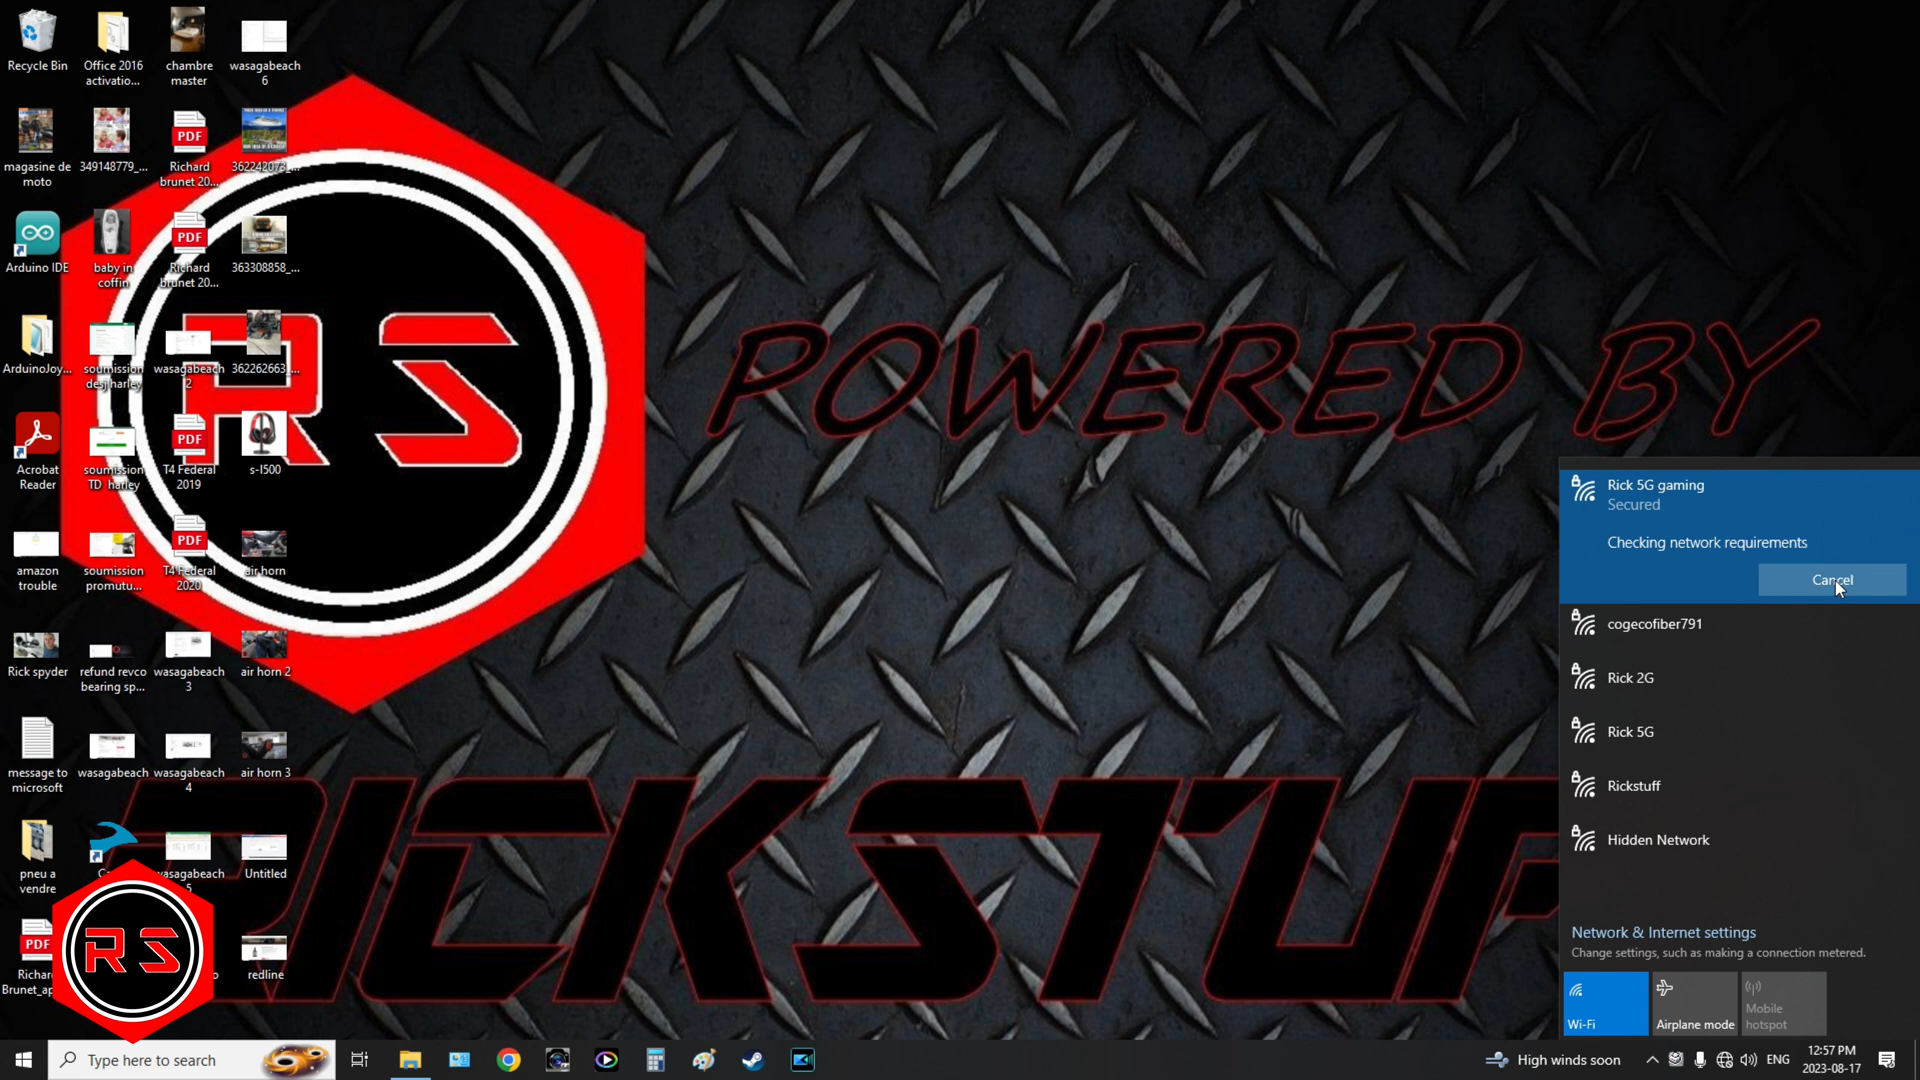 Recycle Bin
Office 2016
activatio...
chambre
master
wasagabeach
6
magasine de
moto
349148779_...
PDF
Richard
brunet 20...
362242073_...
Arduino IDE
baby in
coffin
PDF
Richard
brunet 20...
363308858_...
ArduinoJoy...
soumission
desj harley
wasagabeach
2
362262663_...
Acrobat
Reader
soumission
TD harley
PDF
T4 Federal
2019
s-l500
amazon
trouble
soumission
promutu...
PDF
T4 Federal
2020
air horn
Rick spyder
refund revco
bearing sp...
wasagabeach
3
air horn 2
message to
microsoft
wasagabeach
wasagabeach
4
air horn 3
pneu a
vendre
wasagabeach
5
Untitled
PDF
Richar
Brunet_ap
redline
RS
POWERED BY
RICKSTUF
RS
Rick 5G gaming
Secured
Checking network requirements
Cancel
cogecofiber791
Rick 2G
Rick 5G
Rickstuff
Hidden Network
Network & Internet settings
Change settings, such as making a connection metered.
Wi-Fi
Airplane mode
Mobile
hotspot
Type here to search
High winds soon
ENG
12:57 PM
2023-08-17